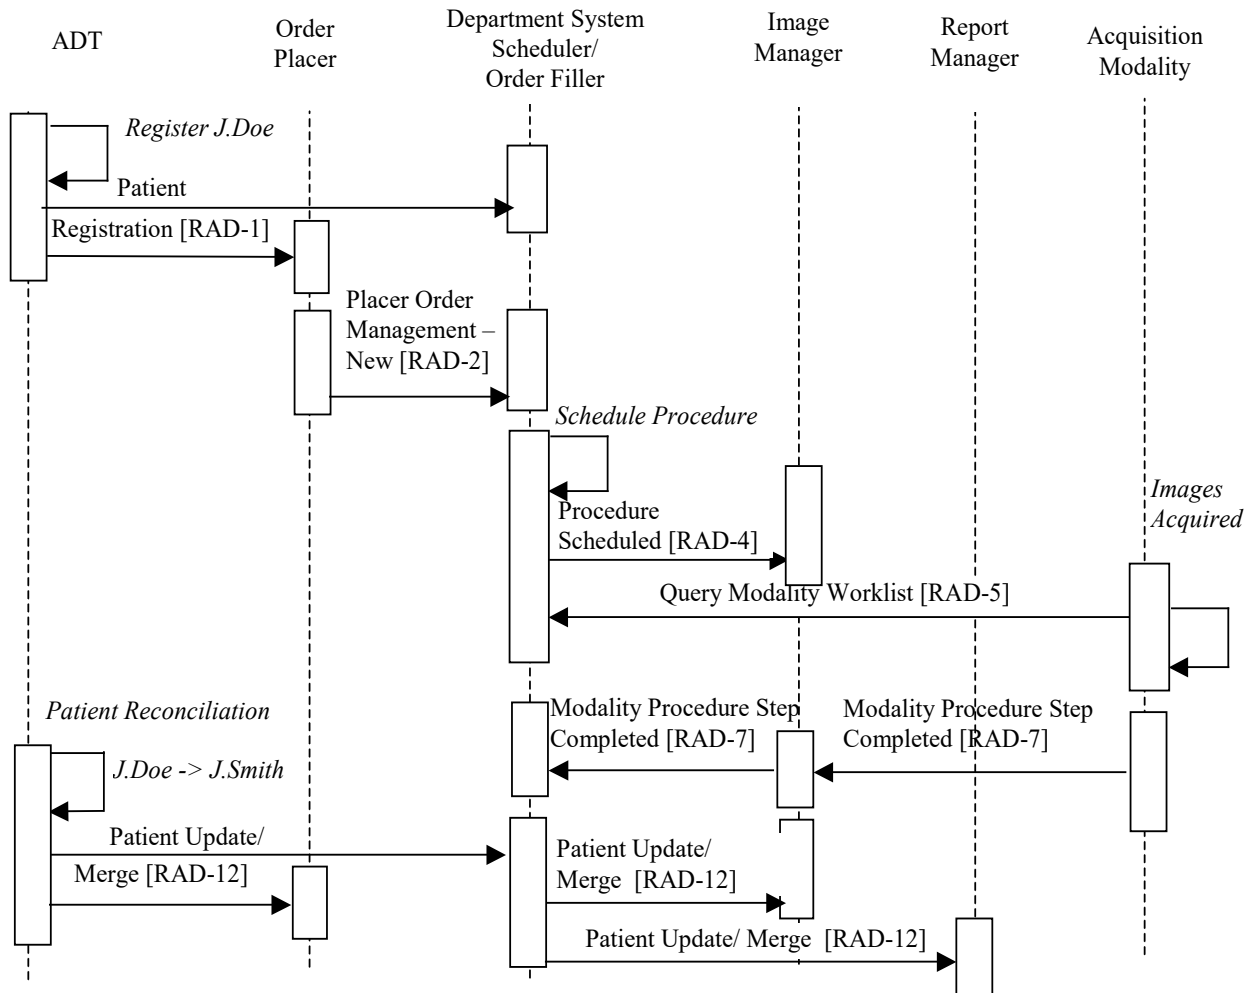 ADT
Order
Placer
Department System
Scheduler/
Order Filler
Image
Manager
Report
Manager
Acquisition
Modality
Register J.Doe
Patient
Registration [RAD-1]
Placer Order
Management –
New [RAD-2]
Schedule Procedure
Procedure
Scheduled [RAD-4]
Images
Acquired
Query Modality Worklist [RAD-5]
Modality Procedure Step
Completed [RAD-7]
Modality Procedure Step
Completed [RAD-7]
Patient Reconciliation
J.Doe -> J.Smith
Patient Update/
Merge [RAD-12]
Patient Update/
Merge [RAD-12]
Patient Update/ Merge [RAD-12]